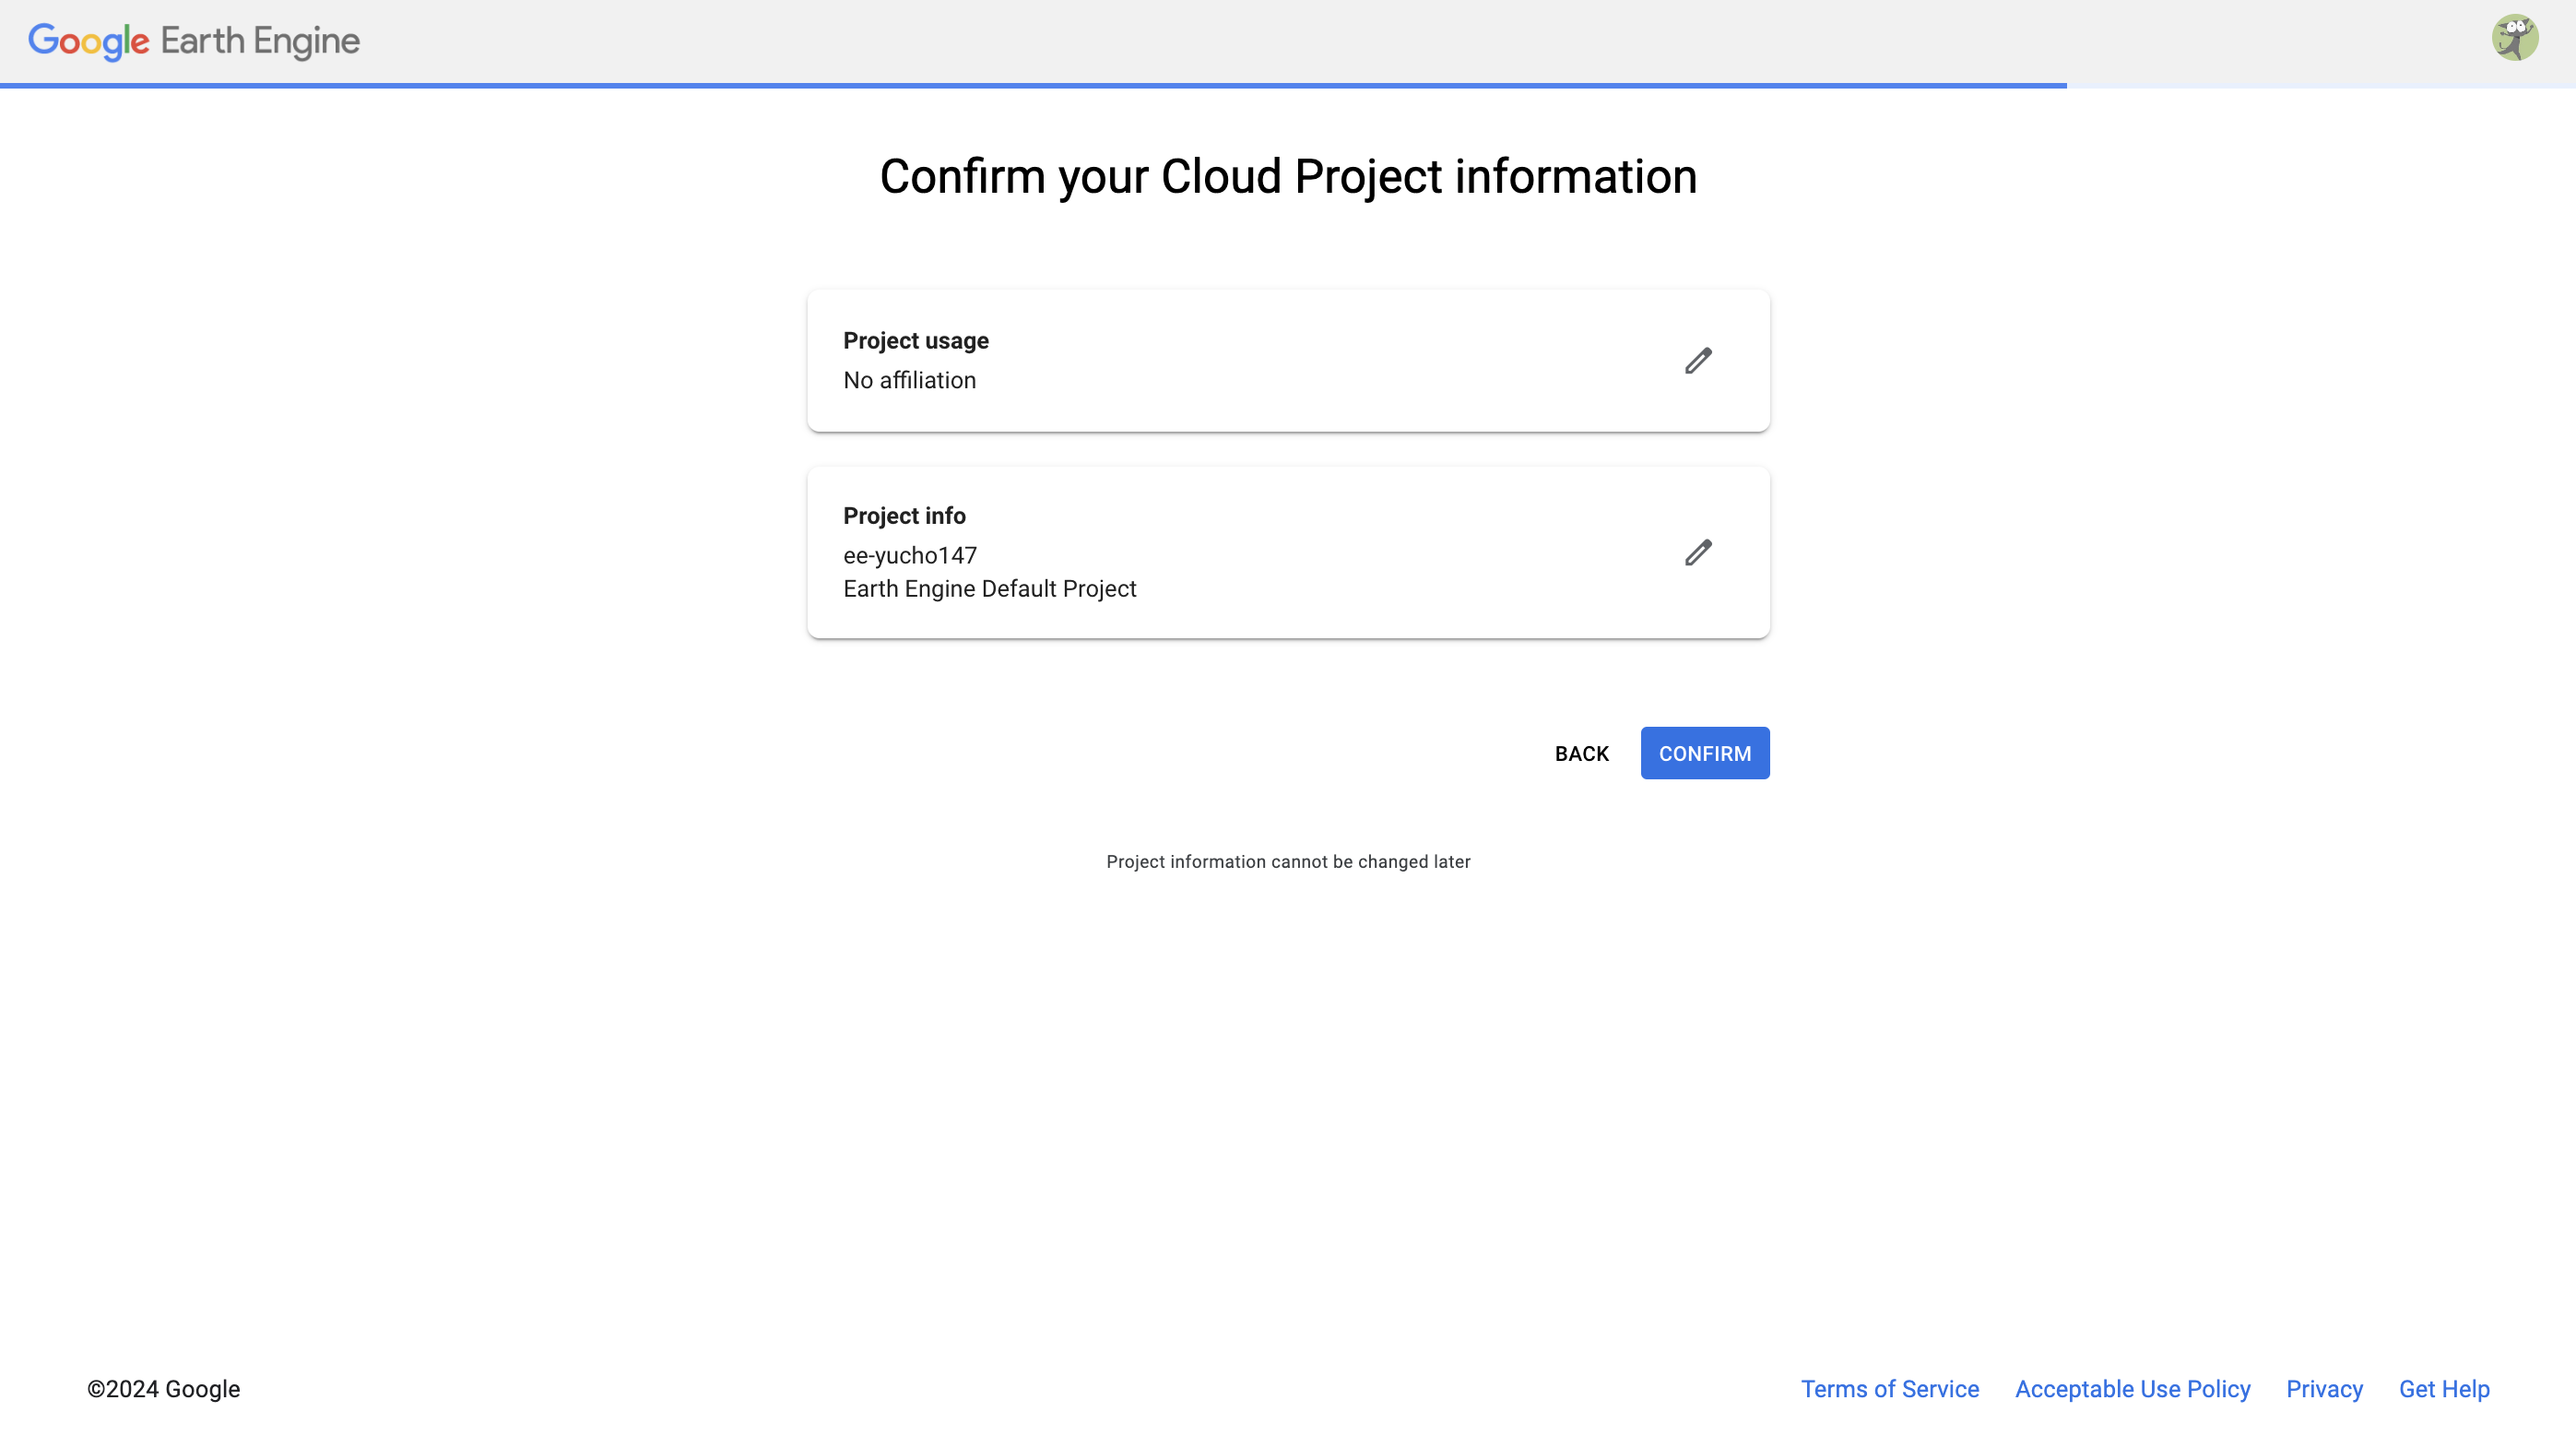 Google Earth Engine
Confirm your Cloud Project information
Project usage
No affiliation
Project info
ee-yucho147
Earth Engine Default Project
BACK
CONFIRM
Project information cannot be changed later
©2024 Google
Terms of Service
Acceptable Use Policy
Privacy
Get Help